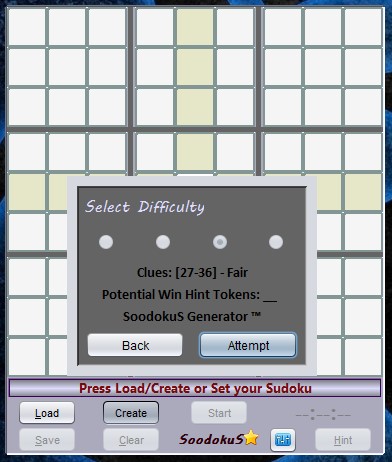 Select Difficulty
Clues: [27-36] - Fair
Potential Win Hint Tokens: __
SoodokuS Generator ™
Back Attempt
Press Load/Create or Set your Sudoku
Load Create Start --:--:--
Save Clear SoodokuS Hint